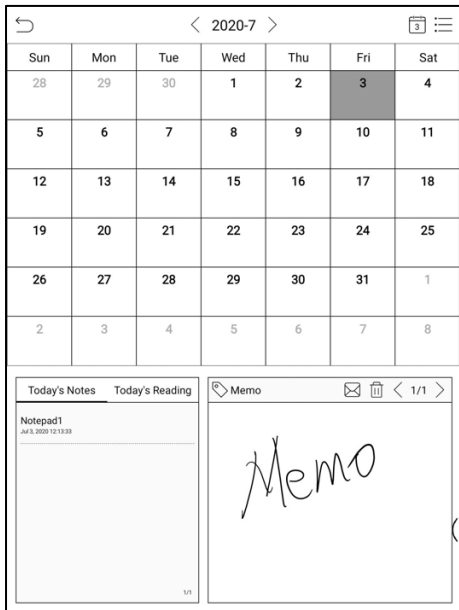 2020-7
3
Sun Mon Tue Wed Thu Fri Sat
28 29 30 1 2 3 4
5 6 7 8 9 10 11
12 13 14 15 16 17 18
19 20 21 22 23 24 25
26 27 28 29 30 31 1
2 3 4 5 6 7 8
Today's Notes Today's Reading
Notepad1
Jul 3, 2020 12:13:33
1/1
Memo 1/1
Memo